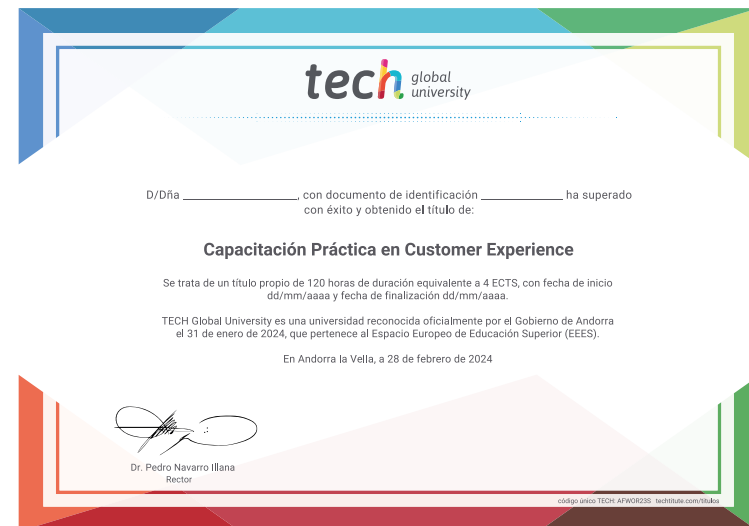 tech global university
D/Dña ____________________, con documento de identificación ______________ ha superado
con éxito y obtenido el título de:
Capacitación Práctica en Customer Experience
Se trata de un título propio de 120 horas de duración equivalente a 4 ECTS, con fecha de inicio
dd/mm/aaaa y fecha de finalización dd/mm/aaaa.
TECH Global University es una universidad reconocida oficialmente por el Gobierno de Andorra
el 31 de enero de 2024, que pertenece al Espacio Europeo de Educación Superior (EEES).
En Andorra la Vella, a 28 de febrero de 2024
Dr. Pedro Navarro Illana
Rector
código único TECH: AFWOR23S techtitute.com/titulos